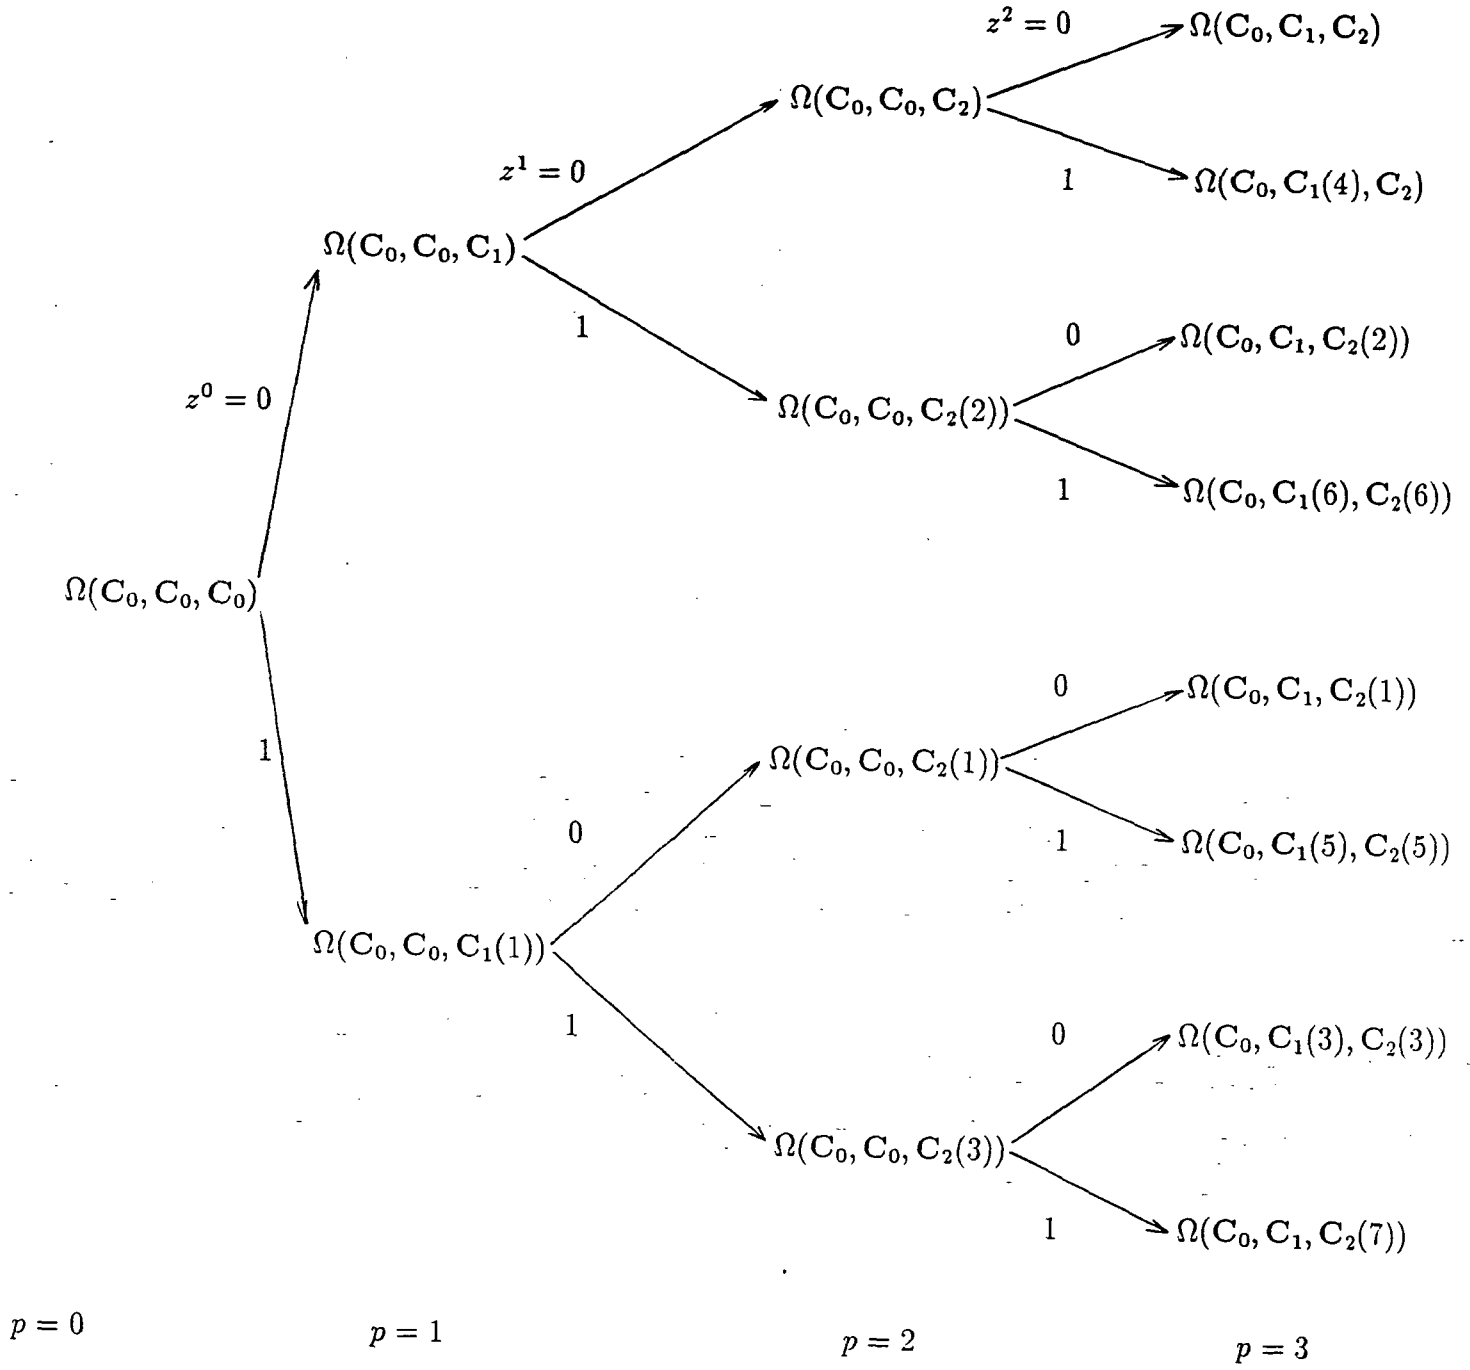 z² = 0
Ω(C₀, C₁, C₂)
Ω(C₀, C₀, C₂)
z¹ = 0
1
Ω(C₀, C₁(4), C₂)
Ω(C₀, C₀, C₁)
1
0
Ω(C₀, C₁, C₂(2))
z⁰ = 0
Ω(C₀, C₀, C₂(2))
1
Ω(C₀, C₁(6), C₂(6))
Ω(C₀, C₀, C₀)
0
Ω(C₀, C₁, C₂(1))
1
Ω(C₀, C₀, C₂(1))
0
1
Ω(C₀, C₁(5), C₂(5))
Ω(C₀, C₀, C₁(1))
1
0
Ω(C₀, C₁(3), C₂(3))
Ω(C₀, C₀, C₂(3))
1
Ω(C₀, C₁, C₂(7))
p = 0
p = 1
p = 2
p = 3